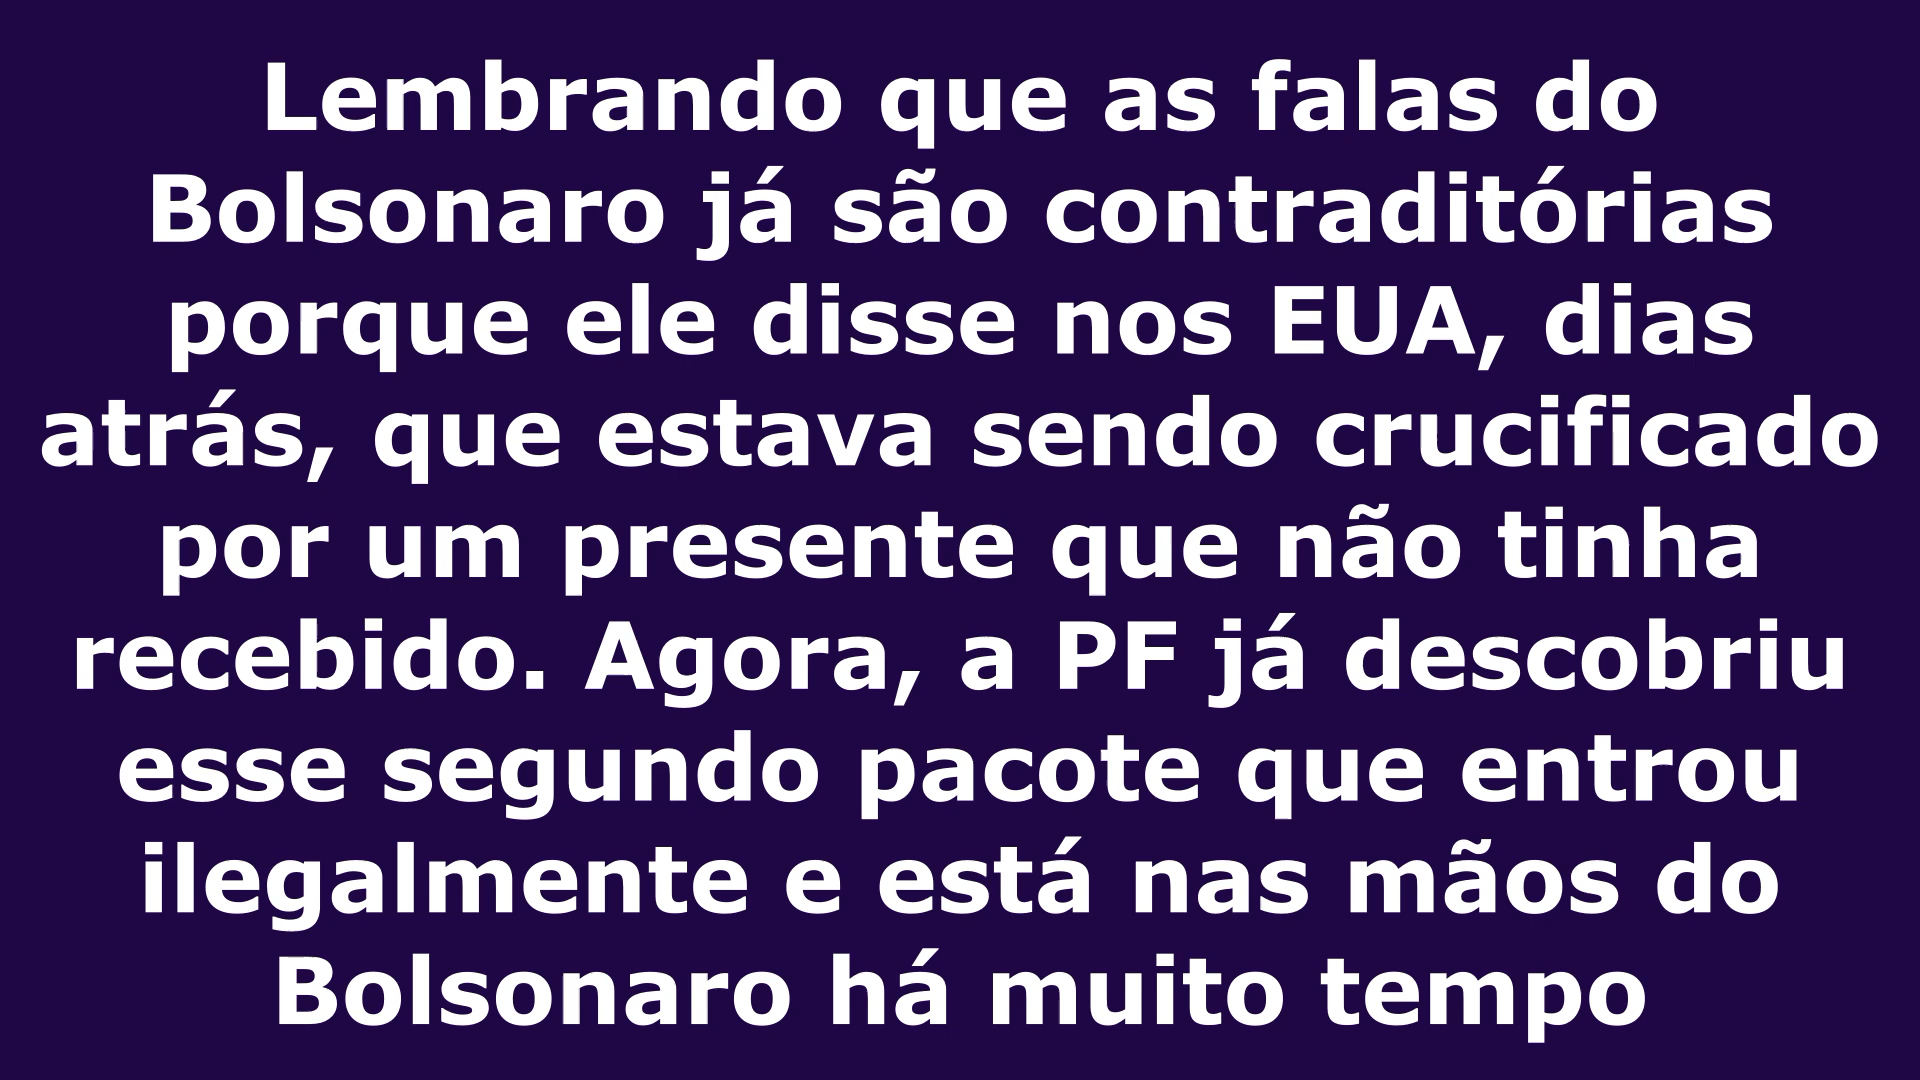 Lembrando que as falas do
Bolsonaro já são contraditórias
porque ele disse nos EUA, dias
atrás, que estava sendo crucificado
por um presente que não tinha
recebido. Agora, a PF já descobriu
esse segundo pacote que entrou
ilegalmente e está nas mãos do
Bolsonaro há muito tempo